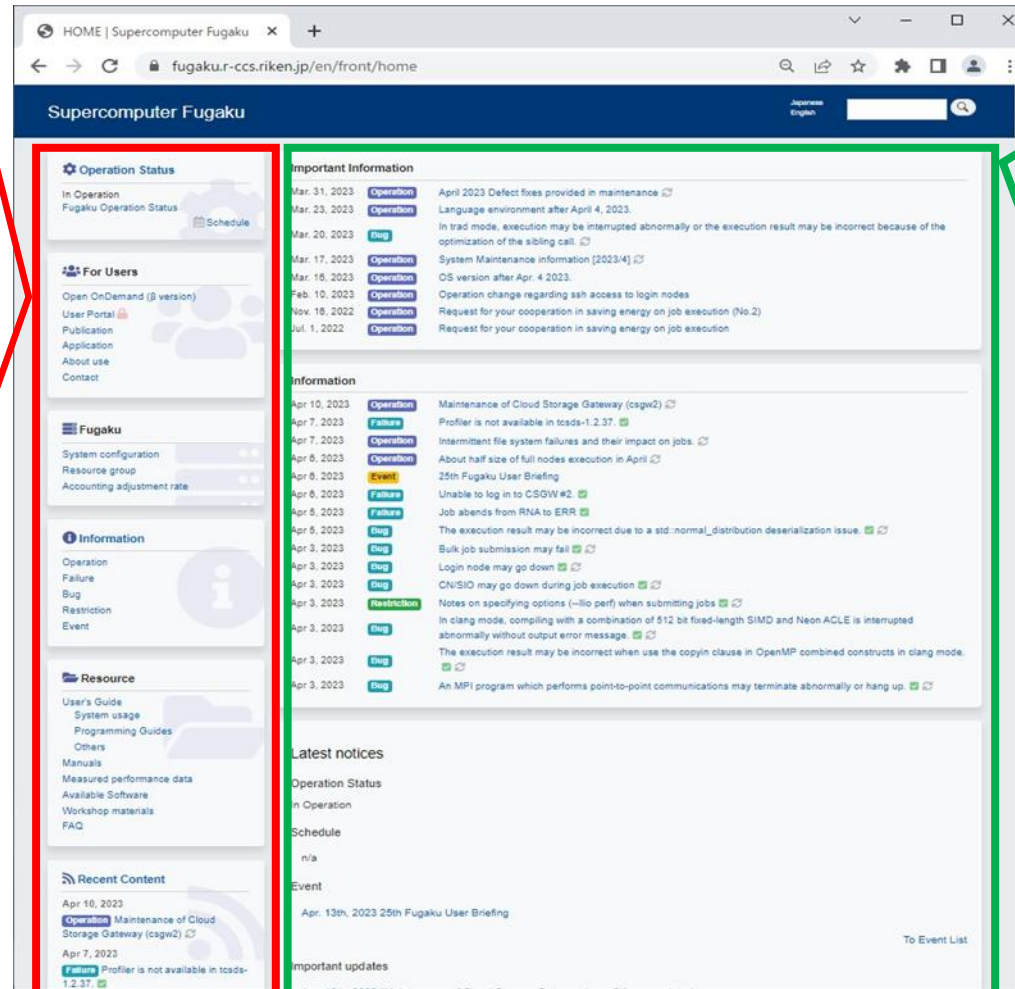 HOME | Supercomputer Fugaku
fugaku.r-ccs.riken.jp/en/front/home
Supercomputer Fugaku
Japanese
English
Operation Status
In Operation
Fugaku Operation Status
Schedule
For Users
Open OnDemand (β version)
User Portal
Publication
Application
About use
Contact
Fugaku
System configuration
Resource group
Accounting adjustment rate
Information
Operation
Failure
Bug
Restriction
Event
Resource
User's Guide
System usage
Programming Guides
Others
Manuals
Measured performance data
Available Software
Workshop materials
FAQ
Recent Content
Apr 10, 2023
Operation Maintenance of Cloud
Storage Gateway (csgw2)
Apr 7, 2023
Failure Profiler is not available in tcsds-
1.2.37.
Important Information
Mar. 31, 2023 Operation April 2023 Defect fixes provided in maintenance
Mar. 23, 2023 Operation Language environment after April 4, 2023.
Mar. 20, 2023 Bug In trad mode, execution may be interrupted abnormally or the execution result may be incorrect because of the
optimization of the sibling call.
Mar. 17, 2023 Operation System Maintenance information [2023/4]
Mar. 16, 2023 Operation OS version after Apr. 4 2023.
Feb. 10, 2023 Operation Operation change regarding ssh access to login nodes
Nov. 16, 2022 Operation Request for your cooperation in saving energy on job execution (No.2)
Jul. 1, 2022 Operation Request for your cooperation in saving energy on job execution
Information
Apr 10, 2023 Operation Maintenance of Cloud Storage Gateway (csgw2)
Apr 7, 2023 Failure Profiler is not available in tcsds-1.2.37.
Apr 7, 2023 Operation Intermittent file system failures and their impact on jobs.
Apr 6, 2023 Operation About half size of full nodes execution in April
Apr 6, 2023 Event 25th Fugaku User Briefing
Apr 6, 2023 Failure Unable to log in to CSGW #2.
Apr 5, 2023 Failure Job abends from RNA to ERR
Apr 5, 2023 Bug The execution result may be incorrect due to a std::normal_distribution deserialization issue.
Apr 3, 2023 Bug Bulk job submission may fail
Apr 3, 2023 Bug Login node may go down
Apr 3, 2023 Bug CN/SIO may go down during job execution
Apr 3, 2023 Restriction Notes on specifying options (--llio perf) when submitting jobs
Apr 3, 2023 Bug In clang mode, compiling with a combination of 512 bit fixed-length SIMD and Neon ACLE is interrupted
abnormally without output error message.
Apr 3, 2023 Bug The execution result may be incorrect when use the copyin clause in OpenMP combined constructs in clang mode.
Apr 3, 2023 Bug An MPI program which performs point-to-point communications may terminate abnormally or hang up.
Latest notices
Operation Status
In Operation
Schedule
n/a
Event
Apr. 13th, 2023 25th Fugaku User Briefing
To Event List
Important updates